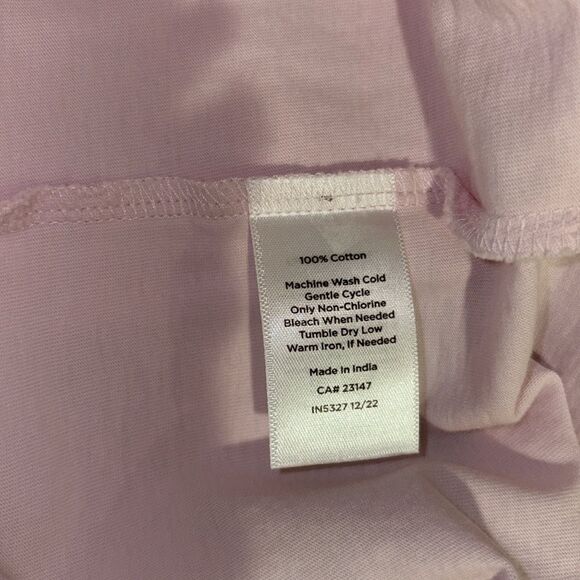 100% Cotton
Machine Wash Cold
Gentle Cycle
Only Non-Chlorine
Bleach When Needed
Tumble Dry Low
Warm Iron, If Needed
Made in India
CA# 23147
IN5327 12/22